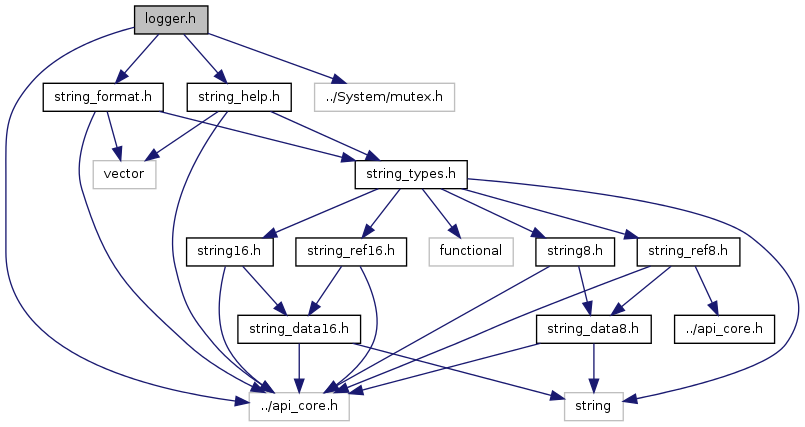 logger.h
string_format.h
string_help.h
../System/mutex.h
vector
string_types.h
string16.h
string_ref16.h
functional
string8.h
string_ref8.h
string_data16.h
string_data8.h
../api_core.h
../api_core.h
string